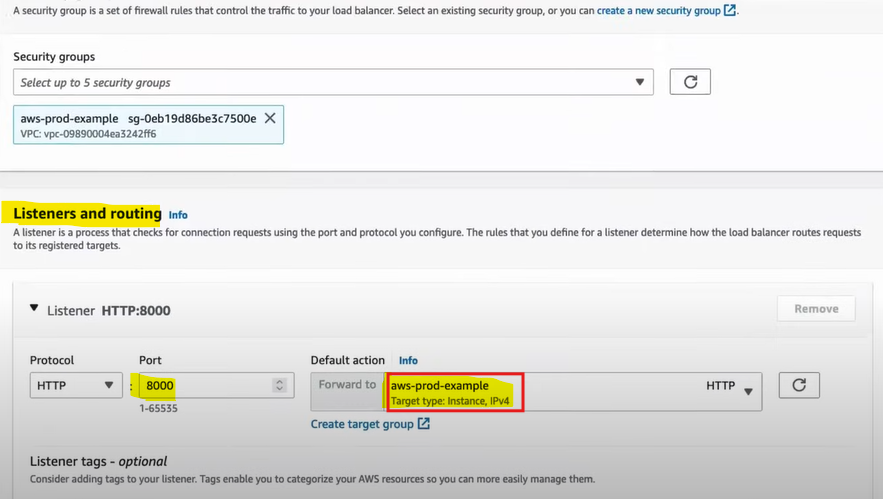 A security group is a set of firewall rules that control the traffic to your load balancer. Select an existing security group, or you can create a new security group.
Security groups
Select up to 5 security groups
aws-prod-example sg-0eb19d86be3c7500e
VPC: vpc-09890004ea3242ff6
Listeners and routing Info
A listener is a process that checks for connection requests using the port and protocol you configure. The rules that you define for a listener determine how the load balancer routes requests
to its registered targets.
Listener HTTP:8000
Remove
Protocol Port Default action Info
HTTP : 8000 Forward to aws-prod-example HTTP
Target type: Instance, IPv4
1-65535
Create target group
Listener tags - optional
Consider adding tags to your listener. Tags enable you to categorize your AWS resources so you can more easily manage them.